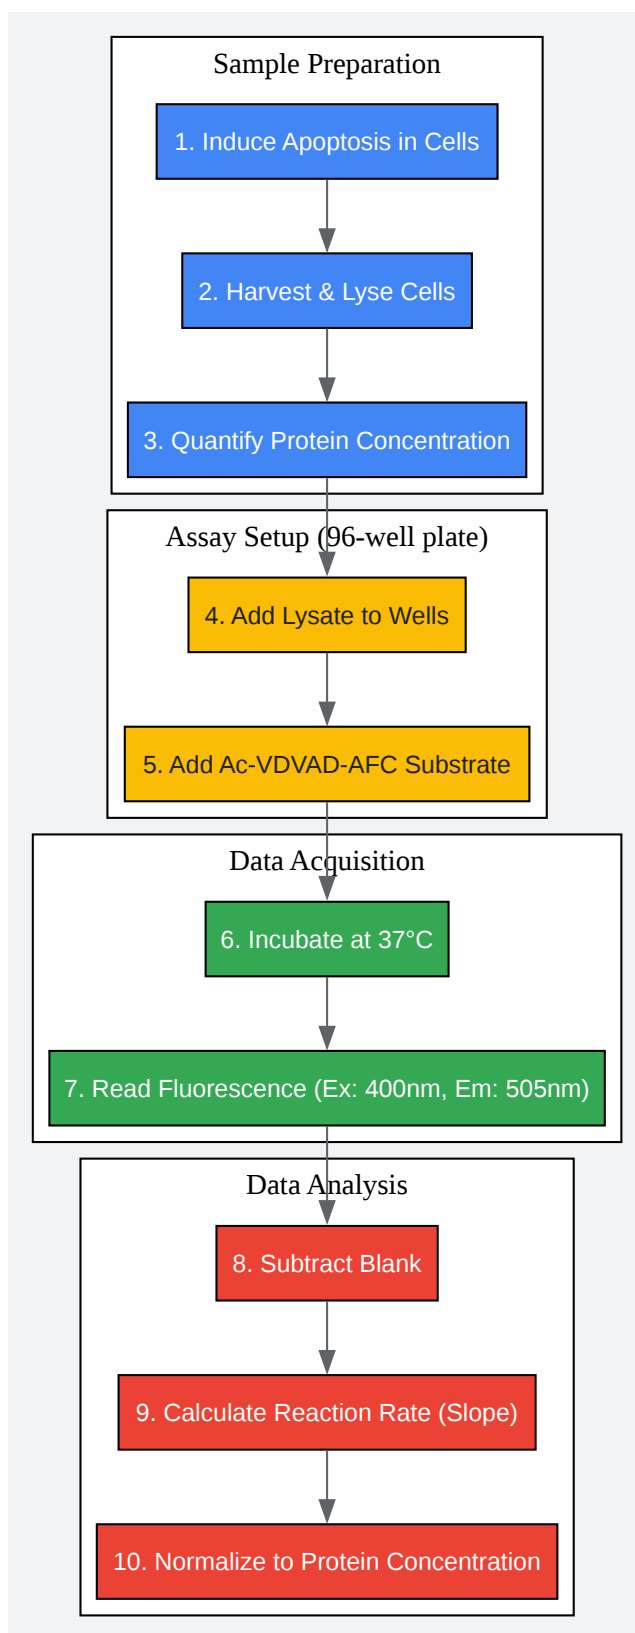 Sample Preparation
1. Induce Apoptosis in Cells
2. Harvest & Lyse Cells
3. Quantify Protein Concentration
Assay Setup (96-well plate)
4. Add Lysate to Wells
5. Add Ac-VDVAD-AFC Substrate
Data Acquisition
6. Incubate at 37°C
7. Read Fluorescence (Ex: 400nm, Em: 505nm)
Data Analysis
8. Subtract Blank
9. Calculate Reaction Rate (Slope)
10. Normalize to Protein Concentration